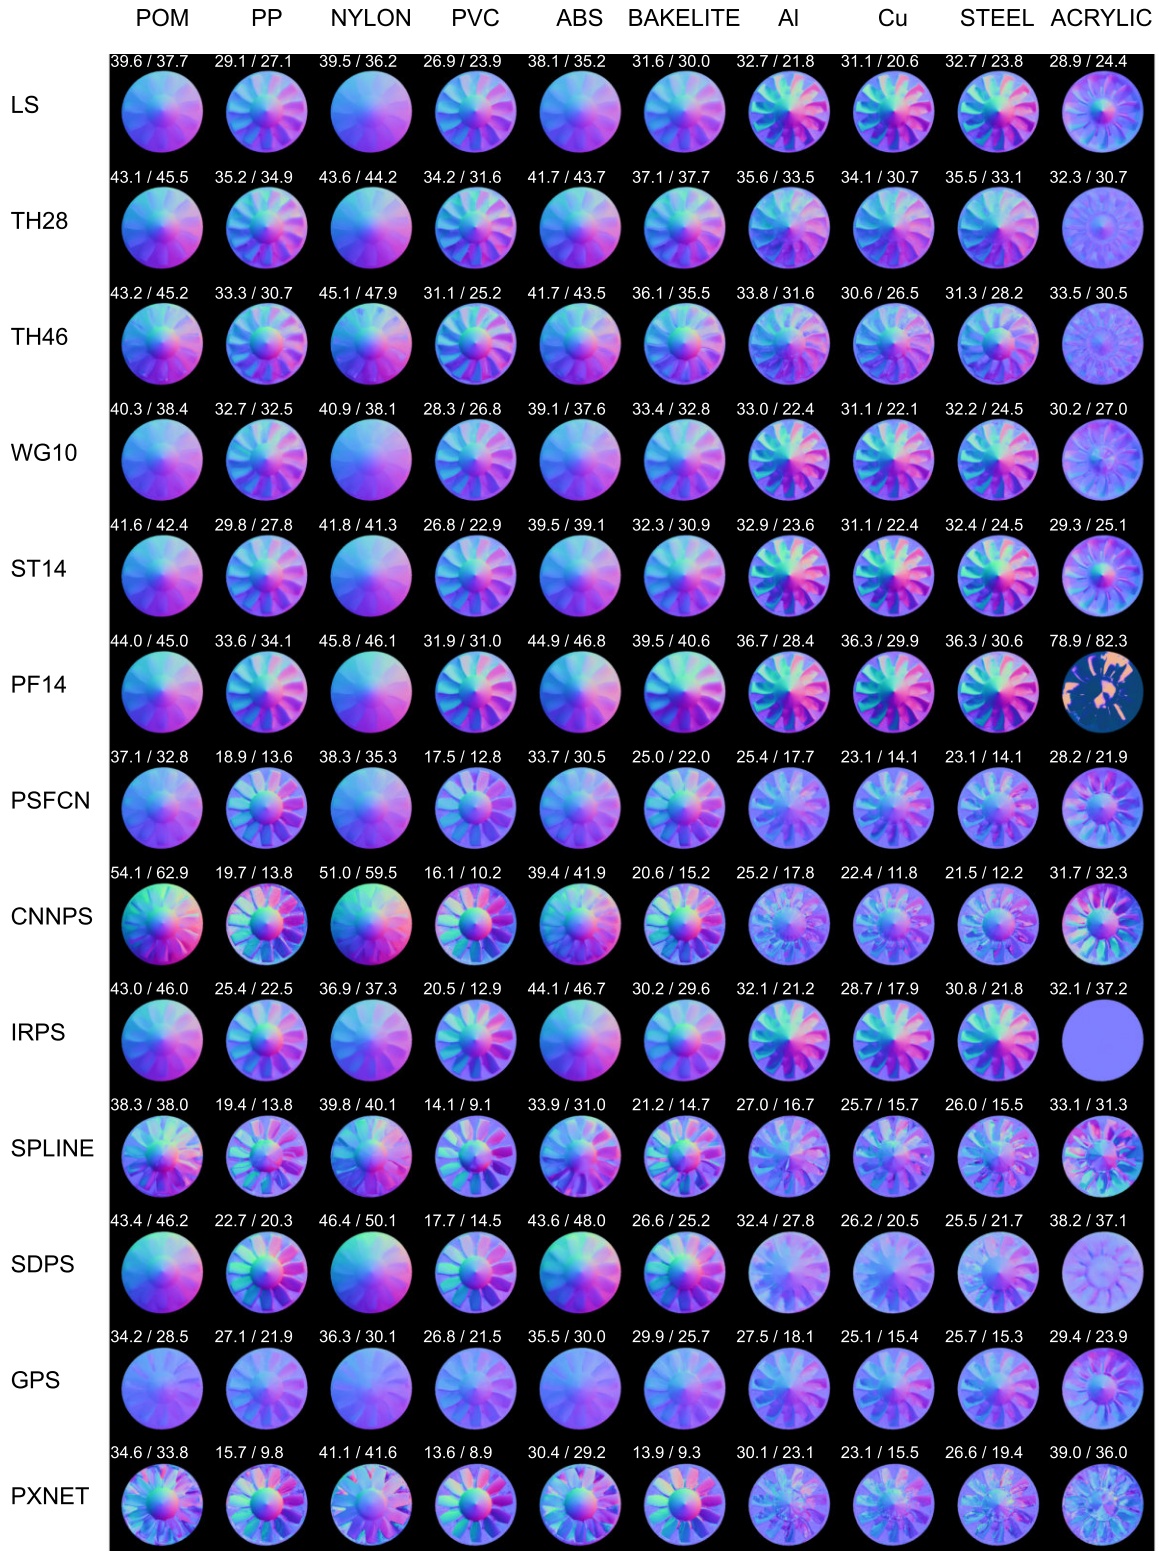 POM PP NYLON PVC ABS BAKELITE Al Cu STEEL ACRYLIC
39.6 / 37.7 29.1 / 27.1 39.5 / 36.2 26.9 / 23.9 38.1 / 35.2 31.6 / 30.0 32.7 / 21.8 31.1 / 20.6 32.7 / 23.8 28.9 / 24.4
LS
43.1 / 45.5 35.2 / 34.9 43.6 / 44.2 34.2 / 31.6 41.7 / 43.7 37.1 / 37.7 35.6 / 33.5 34.1 / 30.7 35.5 / 33.1 32.3 / 30.7
TH28
43.2 / 45.2 33.3 / 30.7 45.1 / 47.9 31.1 / 25.2 41.7 / 43.5 36.1 / 35.5 33.8 / 31.6 30.6 / 26.5 31.3 / 28.2 33.5 / 30.5
TH46
40.3 / 38.4 32.7 / 32.5 40.9 / 38.1 28.3 / 26.8 39.1 / 37.6 33.4 / 32.8 33.0 / 22.4 31.1 / 22.1 32.2 / 24.5 30.2 / 27.0
WG10
41.6 / 42.4 29.8 / 27.8 41.8 / 41.3 26.8 / 22.9 39.5 / 39.1 32.3 / 30.9 32.9 / 23.6 31.1 / 22.4 32.4 / 24.5 29.3 / 25.1
ST14
44.0 / 45.0 33.6 / 34.1 45.8 / 46.1 31.9 / 31.0 44.9 / 46.8 39.5 / 40.6 36.7 / 28.4 36.3 / 29.9 36.3 / 30.6 78.9 / 82.3
PF14
37.1 / 32.8 18.9 / 13.6 38.3 / 35.3 17.5 / 12.8 33.7 / 30.5 25.0 / 22.0 25.4 / 17.7 23.1 / 14.1 23.1 / 14.1 28.2 / 21.9
PSFCN
54.1 / 62.9 19.7 / 13.8 51.0 / 59.5 16.1 / 10.2 39.4 / 41.9 20.6 / 15.2 25.2 / 17.8 22.4 / 11.8 21.5 / 12.2 31.7 / 32.3
CNNPS
43.0 / 46.0 25.4 / 22.5 36.9 / 37.3 20.5 / 12.9 44.1 / 46.7 30.2 / 29.6 32.1 / 21.2 28.7 / 17.9 30.8 / 21.8 32.1 / 37.2
IRPS
38.3 / 38.0 19.4 / 13.8 39.8 / 40.1 14.1 / 9.1 33.9 / 31.0 21.2 / 14.7 27.0 / 16.7 25.7 / 15.7 26.0 / 15.5 33.1 / 31.3
SPLINE
43.4 / 46.2 22.7 / 20.3 46.4 / 50.1 17.7 / 14.5 43.6 / 48.0 26.6 / 25.2 32.4 / 27.8 26.2 / 20.5 25.5 / 21.7 38.2 / 37.1
SDPS
34.2 / 28.5 27.1 / 21.9 36.3 / 30.1 26.8 / 21.5 35.5 / 30.0 29.9 / 25.7 27.5 / 18.1 25.1 / 15.4 25.7 / 15.3 29.4 / 23.9
GPS
34.6 / 33.8 15.7 / 9.8 41.1 / 41.6 13.6 / 8.9 30.4 / 29.2 13.9 / 9.3 30.1 / 23.1 23.1 / 15.5 26.6 / 19.4 39.0 / 36.0
PXNET